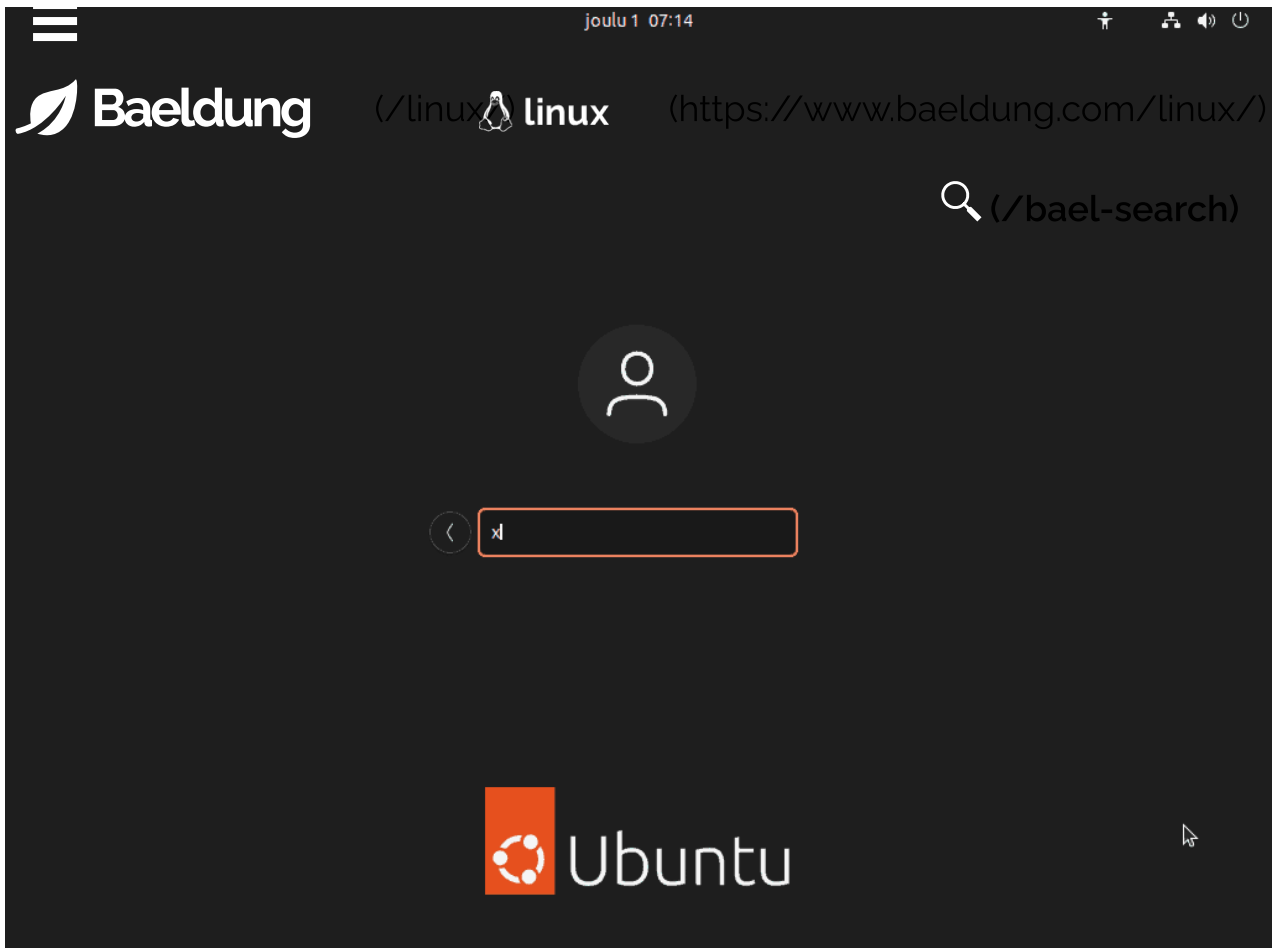 joulu 1 07:14
Baeldung (/linux/) linux (https://www.baeldung.com/linux/)
(/bael-search)
x
Ubuntu